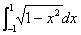 ∫_{-1}^{1} √(1−x²) dx